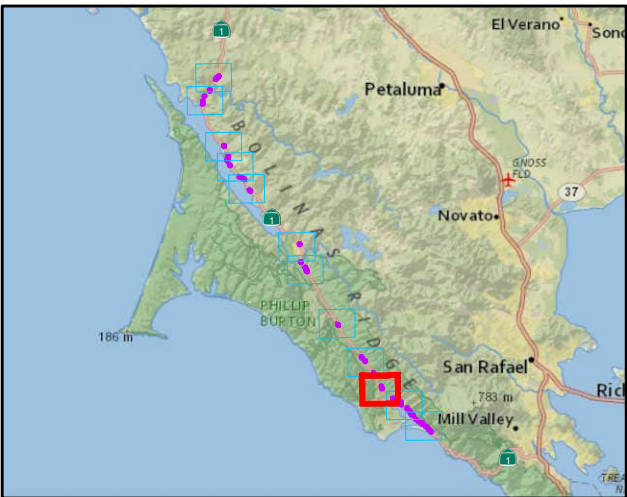 El Verano
Sono
1
Petaluma
GNOSS
FLD
37
BOLINAS RIDGE
Novato
1
PHILLIP
BURTON
186 m
San Rafael
Rich
783 m
Mill Valley
1
TREA